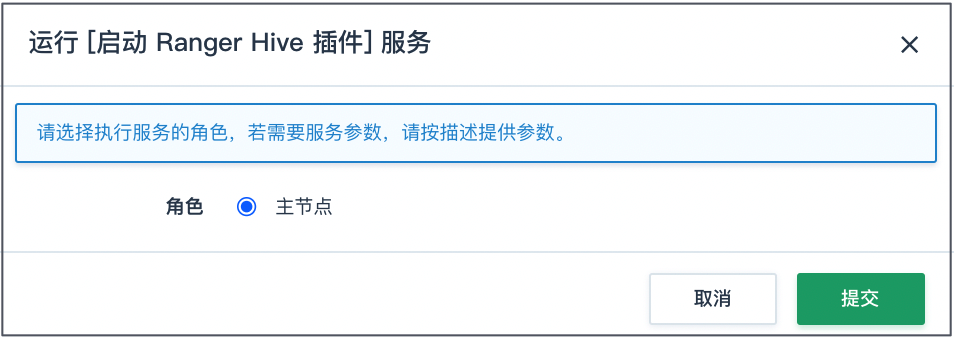 运行 [启动 Ranger Hive 插件] 服务
请选择执行服务的角色，若需要服务参数，请按描述提供参数。
角色 主节点
取消 提交